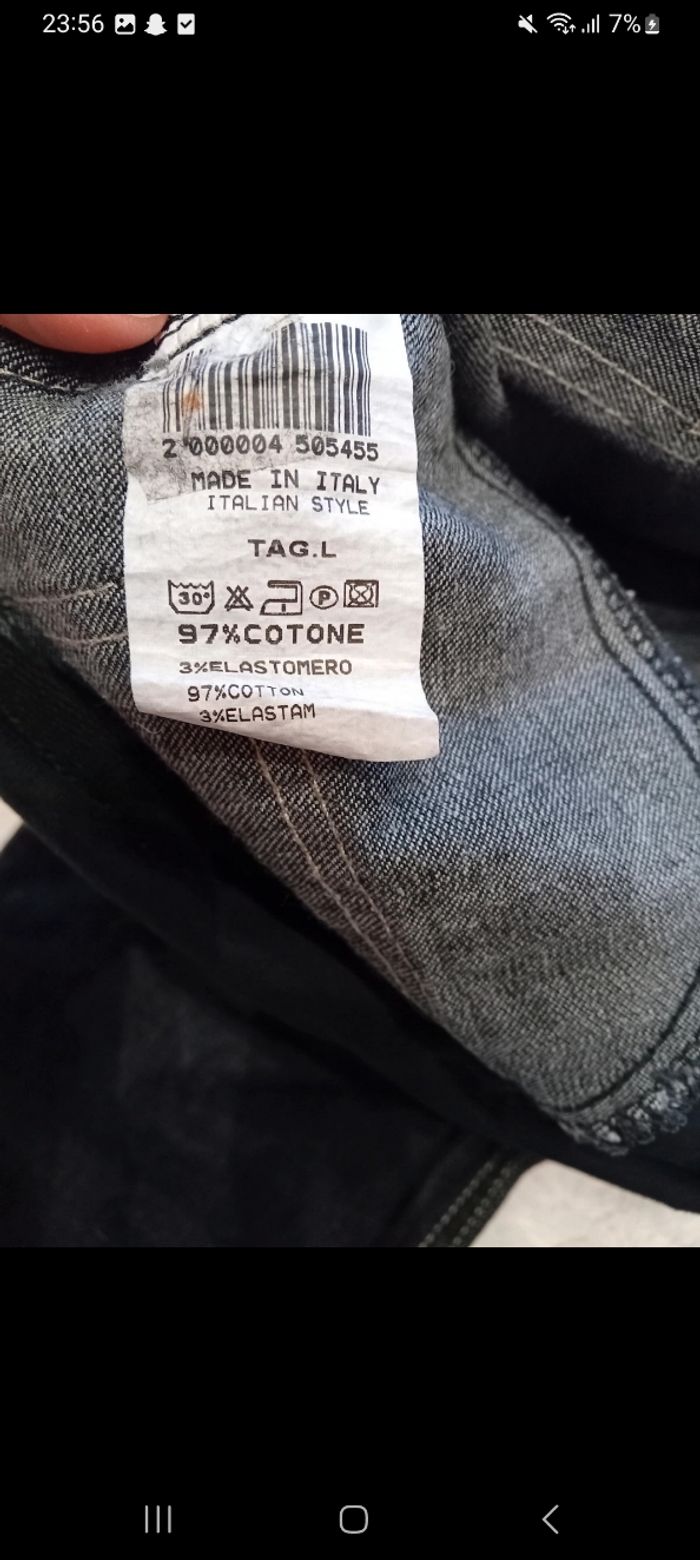 23:56
7%
2 000004 505455
MADE IN ITALY
ITALIAN STYLE
TAG.L
30°
P
97%COTONE
3%ELASTOMERO
97%COTTON
3%ELASTAM